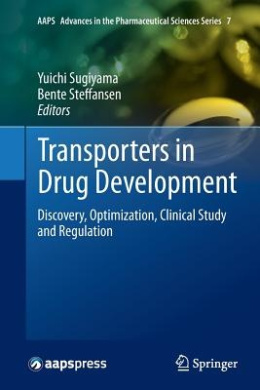 AAPS Advances in the Pharmaceutical Sciences Series 7
Yuichi Sugiyama
Bente Steffansen
Editors
Transporters in
Drug Development
Discovery, Optimization, Clinical Study
and Regulation
aapspress
Springer